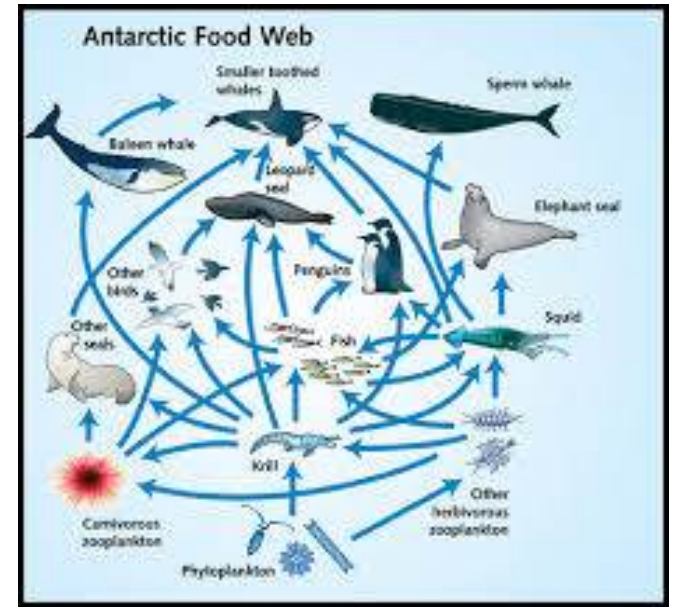 Antarctic Food Web
Smaller toothed
whales
Sperm whale
Baleen whale
Leopard
seal
Elephant seal
Other
birds
Penguins
Other
seals
Fish
Squid
Krill
Carnivorous
zooplankton
Other
herbivorous
zooplankton
Phytoplankton